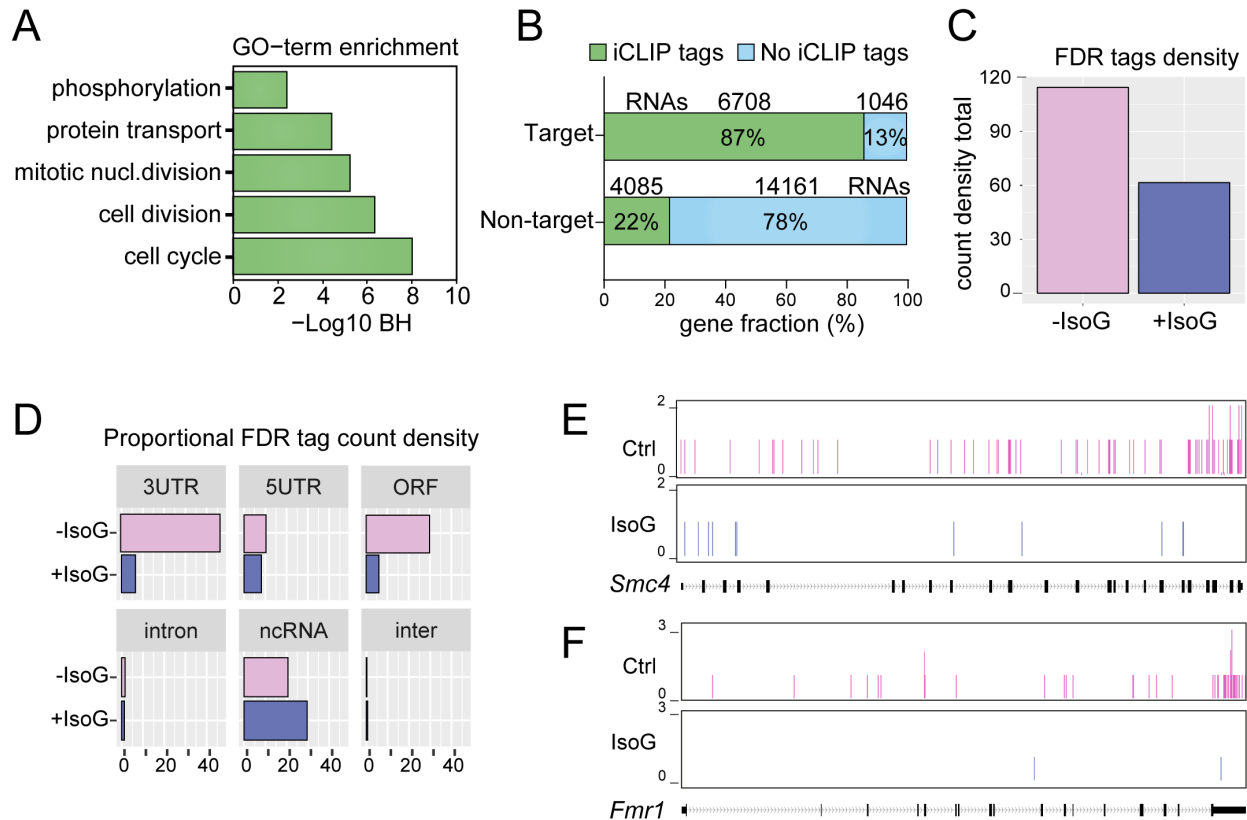 A
GO−term enrichment
phosphorylation
protein transport
mitotic nucl.division
cell division
cell cycle
0 2 4 6 8 10
−Log10 BH
B
iCLIP tags No iCLIP tags
RNAs 6708 1046
Target
87% 13%
4085 14161 RNAs
Non-target
22% 78%
0 20 40 60 80 100
gene fraction (%)
C
FDR tags density
count density total
120
90
60
30
0
-IsoG +IsoG
D
Proportional FDR tag count density
3UTR 5UTR ORF
-IsoG
+IsoG
intron ncRNA inter
-IsoG
+IsoG
0 20 40 0 20 40 0 20 40
E
2
Ctrl
0
2
IsoG
0
Smc4
F
3
Ctrl
0
3
IsoG
0
Fmr1